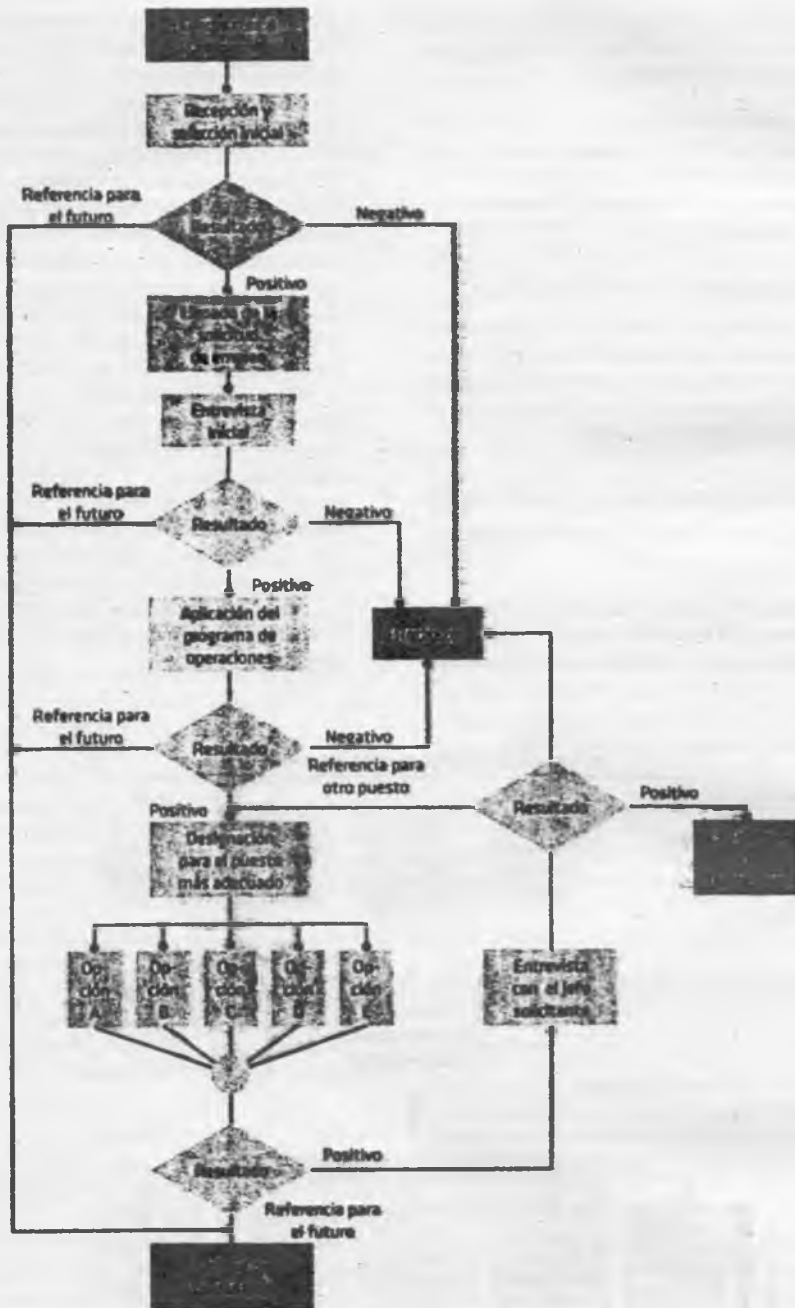 Recepción y
selección inicial
Referencia para
el futuro
Resultado
Negativo
Positivo
Llenado de la
solicitud
de empleo
Entrevista
inicial
Referencia para
el futuro
Resultado
Negativo
Positivo
Aplicación del
programa de
operaciones
Referencia para
el futuro
Resultado
Negativo
Referencia para
otro puesto
Resultado
Positivo
Positivo
Designación
para el puesto
más adecuado
Op-
ción
A
Op-
ción
B
Op-
ción
C
Op-
ción
D
Op-
ción
E
Entrevista
con el jefe
solicitante
Resultado
Positivo
Referencia para
el futuro